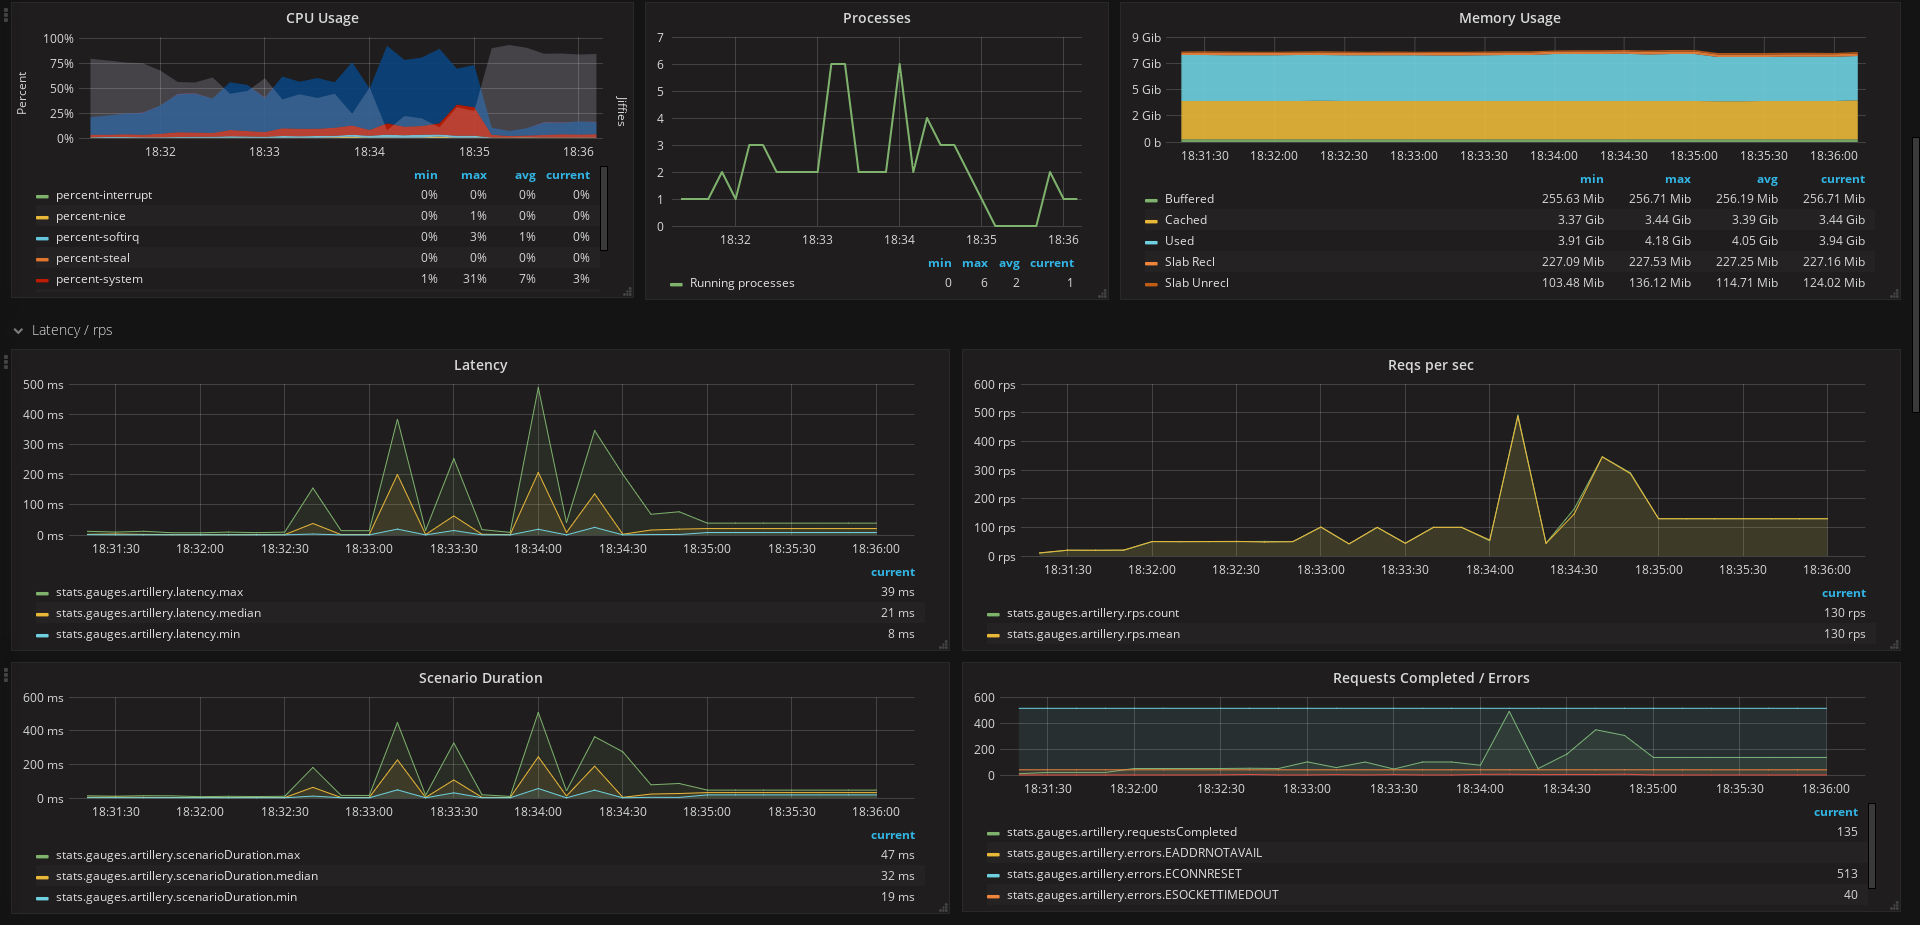 CPU Usage
Percent
100%
75%
50%
25%
0%
Jiffies
18:32 18:33 18:34 18:35 18:36
min max avg current
percent-interrupt 0% 0% 0% 0%
percent-nice 0% 1% 0% 0%
percent-softirq 0% 3% 1% 0%
percent-steal 0% 0% 0% 0%
percent-system 1% 31% 7% 3%
Processes
7
6
5
4
3
2
1
0
18:32 18:33 18:34 18:35 18:36
min max avg current
Running processes 0 6 2 1
Memory Usage
9 Gib
7 Gib
5 Gib
2 Gib
0 b
18:31:30 18:32:00 18:32:30 18:33:00 18:33:30 18:34:00 18:34:30 18:35:00 18:35:30 18:36:00
min max avg current
Buffered 255.63 Mib 256.71 Mib 256.19 Mib 256.71 Mib
Cached 3.37 Gib 3.44 Gib 3.39 Gib 3.44 Gib
Used 3.91 Gib 4.18 Gib 4.05 Gib 3.94 Gib
Slab Recl 227.09 Mib 227.53 Mib 227.25 Mib 227.16 Mib
Slab Unrecl 103.48 Mib 136.12 Mib 114.71 Mib 124.02 Mib
Latency / rps
Latency
500 ms
400 ms
300 ms
200 ms
100 ms
0 ms
18:31:30 18:32:00 18:32:30 18:33:00 18:33:30 18:34:00 18:34:30 18:35:00 18:35:30 18:36:00
current
stats.gauges.artillery.latency.max 39 ms
stats.gauges.artillery.latency.median 21 ms
stats.gauges.artillery.latency.min 8 ms
Reqs per sec
600 rps
500 rps
400 rps
300 rps
200 rps
100 rps
0 rps
18:31:30 18:32:00 18:32:30 18:33:00 18:33:30 18:34:00 18:34:30 18:35:00 18:35:30 18:36:00
current
stats.gauges.artillery.rps.count 130 rps
stats.gauges.artillery.rps.mean 130 rps
Scenario Duration
600 ms
400 ms
200 ms
0 ms
18:31:30 18:32:00 18:32:30 18:33:00 18:33:30 18:34:00 18:34:30 18:35:00 18:35:30 18:36:00
current
stats.gauges.artillery.scenarioDuration.max 47 ms
stats.gauges.artillery.scenarioDuration.median 32 ms
stats.gauges.artillery.scenarioDuration.min 19 ms
Requests Completed / Errors
600
400
200
0
18:31:30 18:32:00 18:32:30 18:33:00 18:33:30 18:34:00 18:34:30 18:35:00 18:35:30 18:36:00
current
stats.gauges.artillery.requestsCompleted 135
stats.gauges.artillery.errors.EADDRNOTAVAIL
stats.gauges.artillery.errors.ECONNRESET 513
stats.gauges.artillery.errors.ESOCKETTIMEDOUT 40